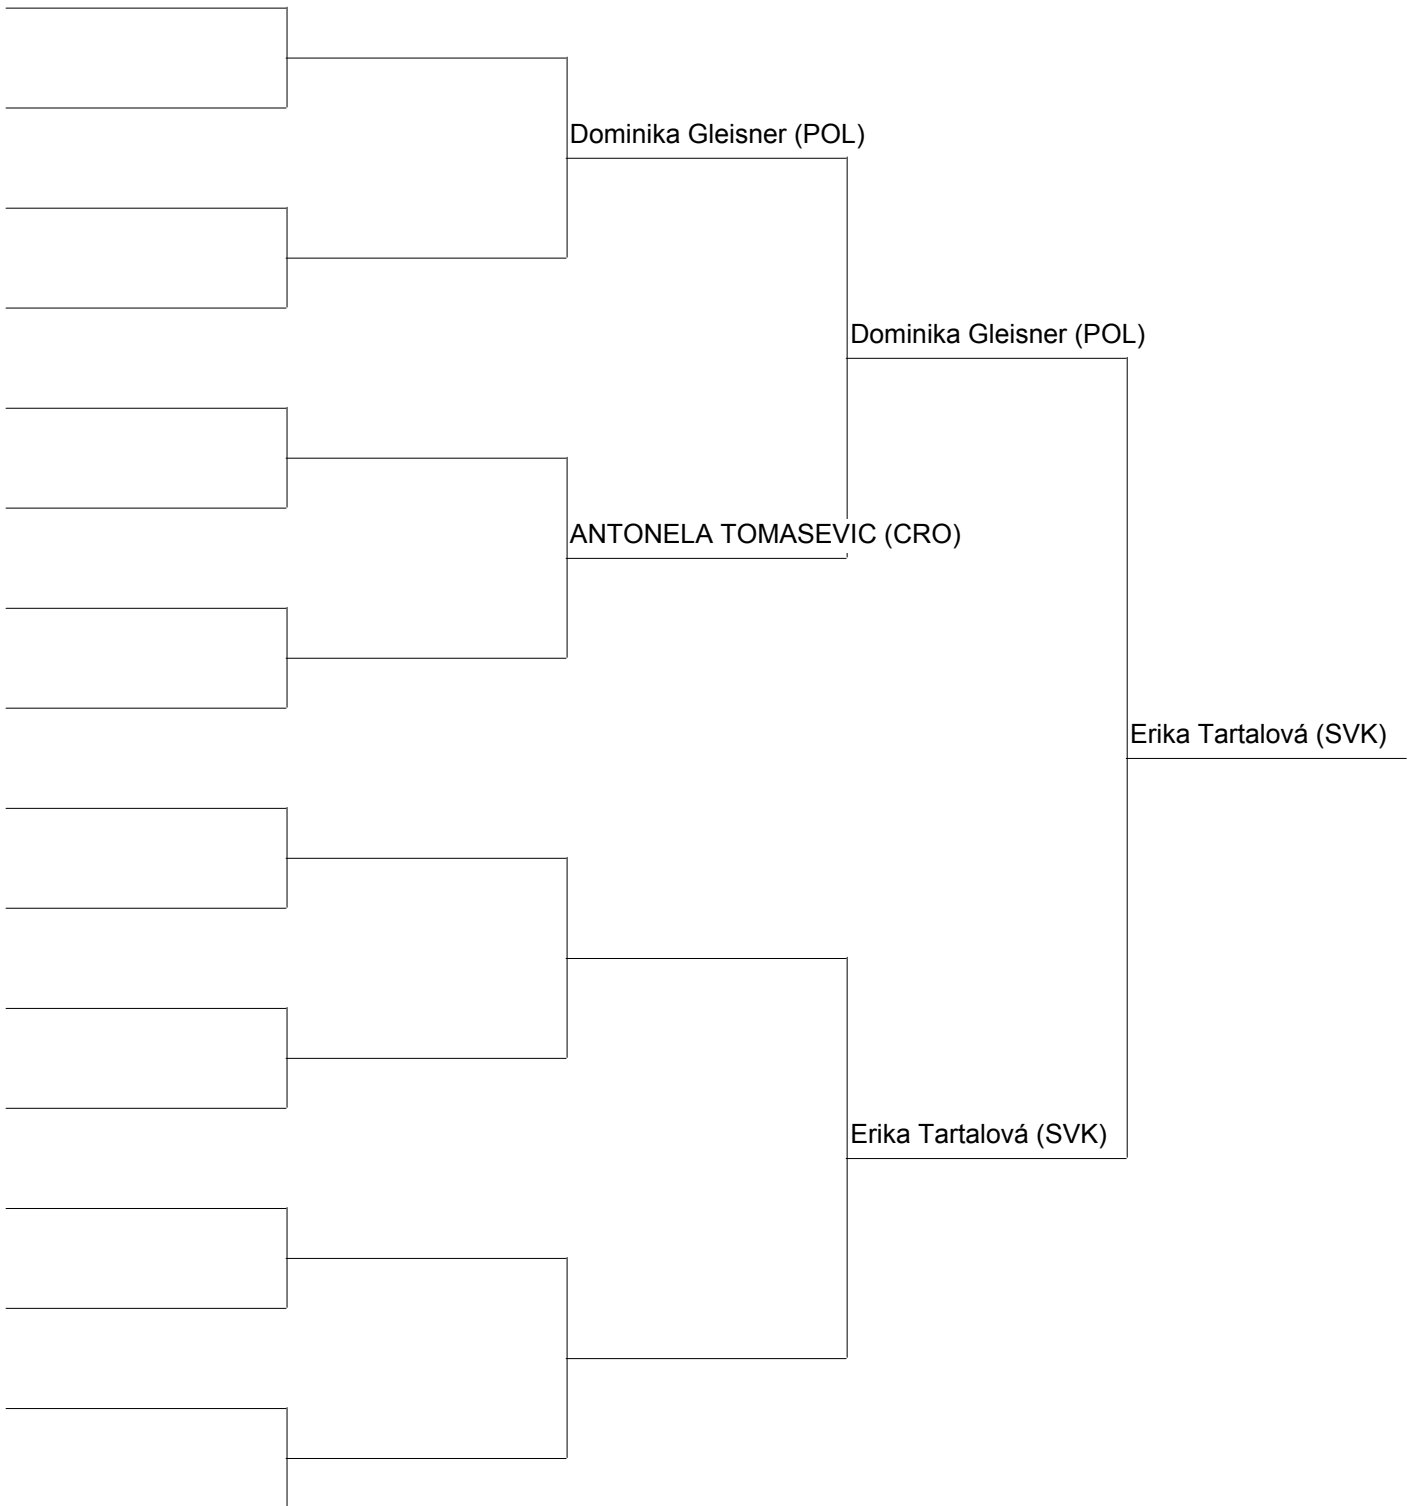 Dominika Gleisner (POL)
Dominika Gleisner (POL)
ANTONELA TOMASEVIC (CRO)
Erika Tartalová (SVK)
Erika Tartalová (SVK)